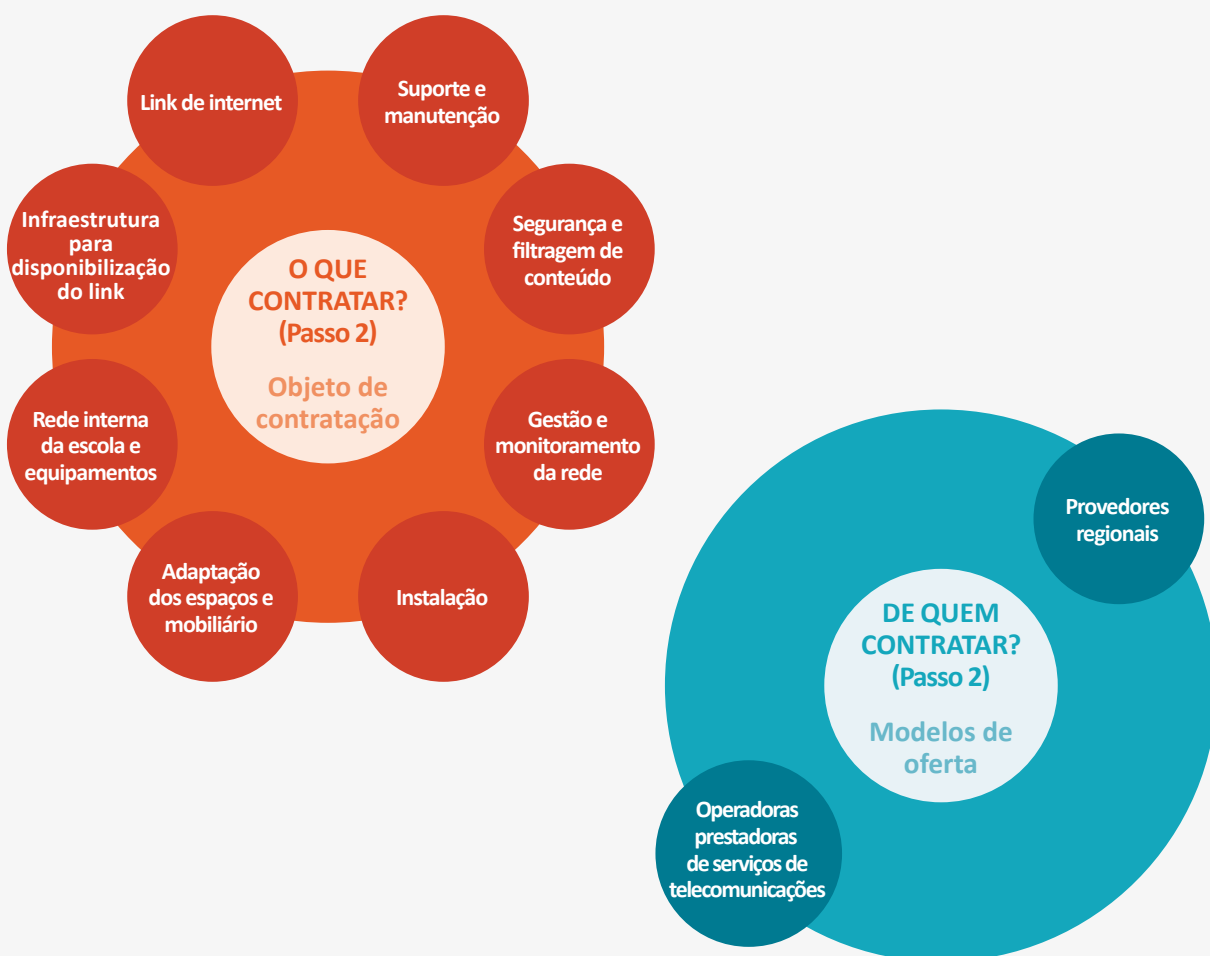 Link de internet
Suporte e
manutenção
Infraestrutura
para
disponibilização
do link
Segurança e
filtragem de
conteúdo
O QUE
CONTRATAR?
(Passo 2)
Objeto de
contratação
Rede interna
da escola e
equipamentos
Gestão e
monitoramento
da rede
Adaptação
dos espaços e
mobiliário
Instalação
Provedores
regionais
DE QUEM
CONTRATAR?
(Passo 2)
Modelos de
oferta
Operadoras
prestadoras
de serviços de
telecomunicações